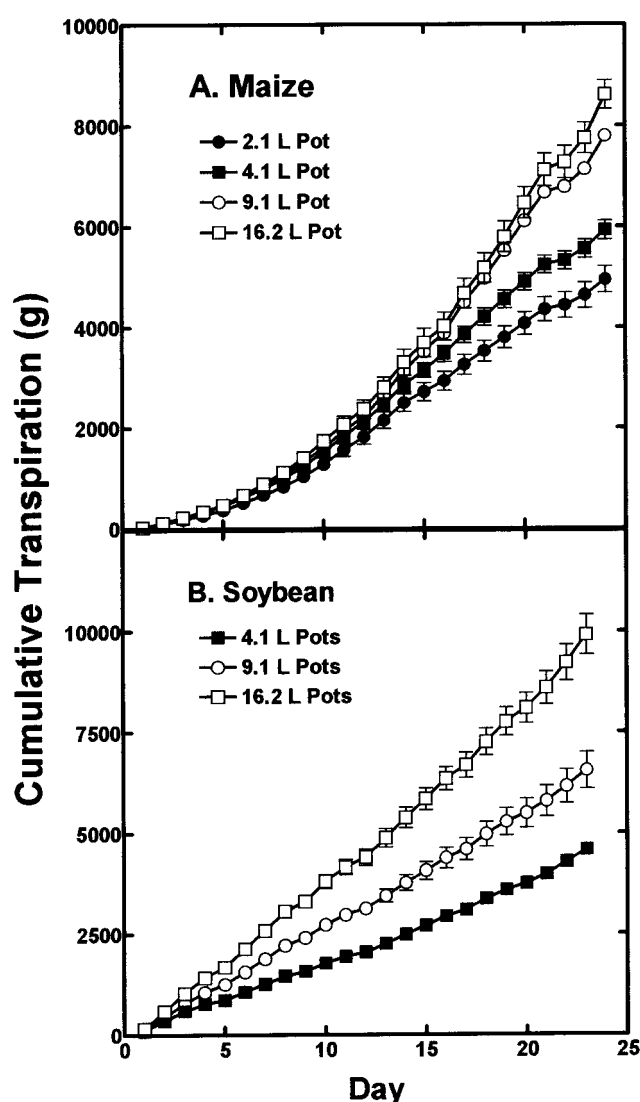 10000
A. Maize
8000
2.1 L Pot
4.1 L Pot
9.1 L Pot
6000
16.2 L Pot
4000
2000
0
Cumulative Transpiration (g)
B. Soybean
10000
4.1 L Pots
9.1 L Pots
16.2 L Pots
7500
5000
2500
0
0 5 10 15 20 25
Day